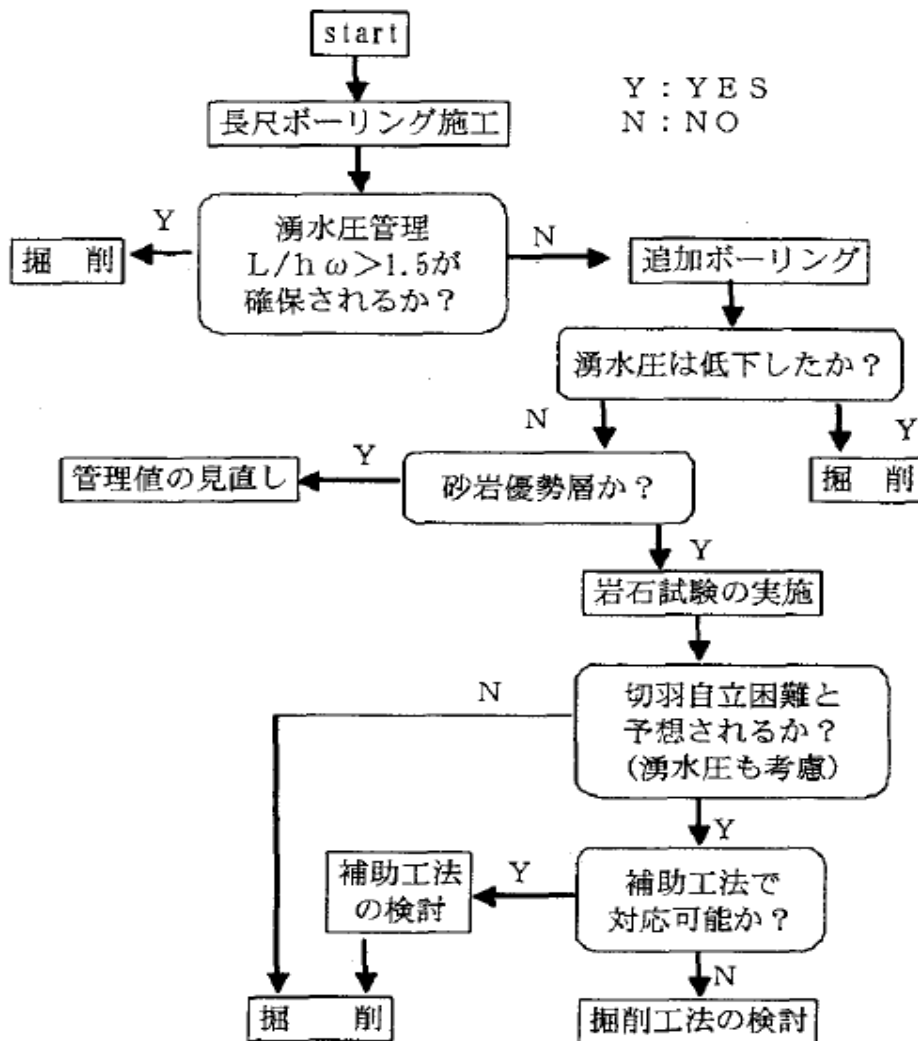 start
Y : YES
N : NO
長尺ボーリング施工
Y
湧水圧管理
L/hω>1.5が
確保されるか？
N
掘 削
追加ボーリング
湧水圧は低下したか？
N
Y
管理値の見直し
Y
砂岩優勢層か？
掘 削
Y
岩石試験の実施
N
切羽自立困難と
予想されるか？
(湧水圧も考慮)
Y
補助工法
の検討
Y
補助工法で
対応可能か？
N
掘 削
掘削工法の検討